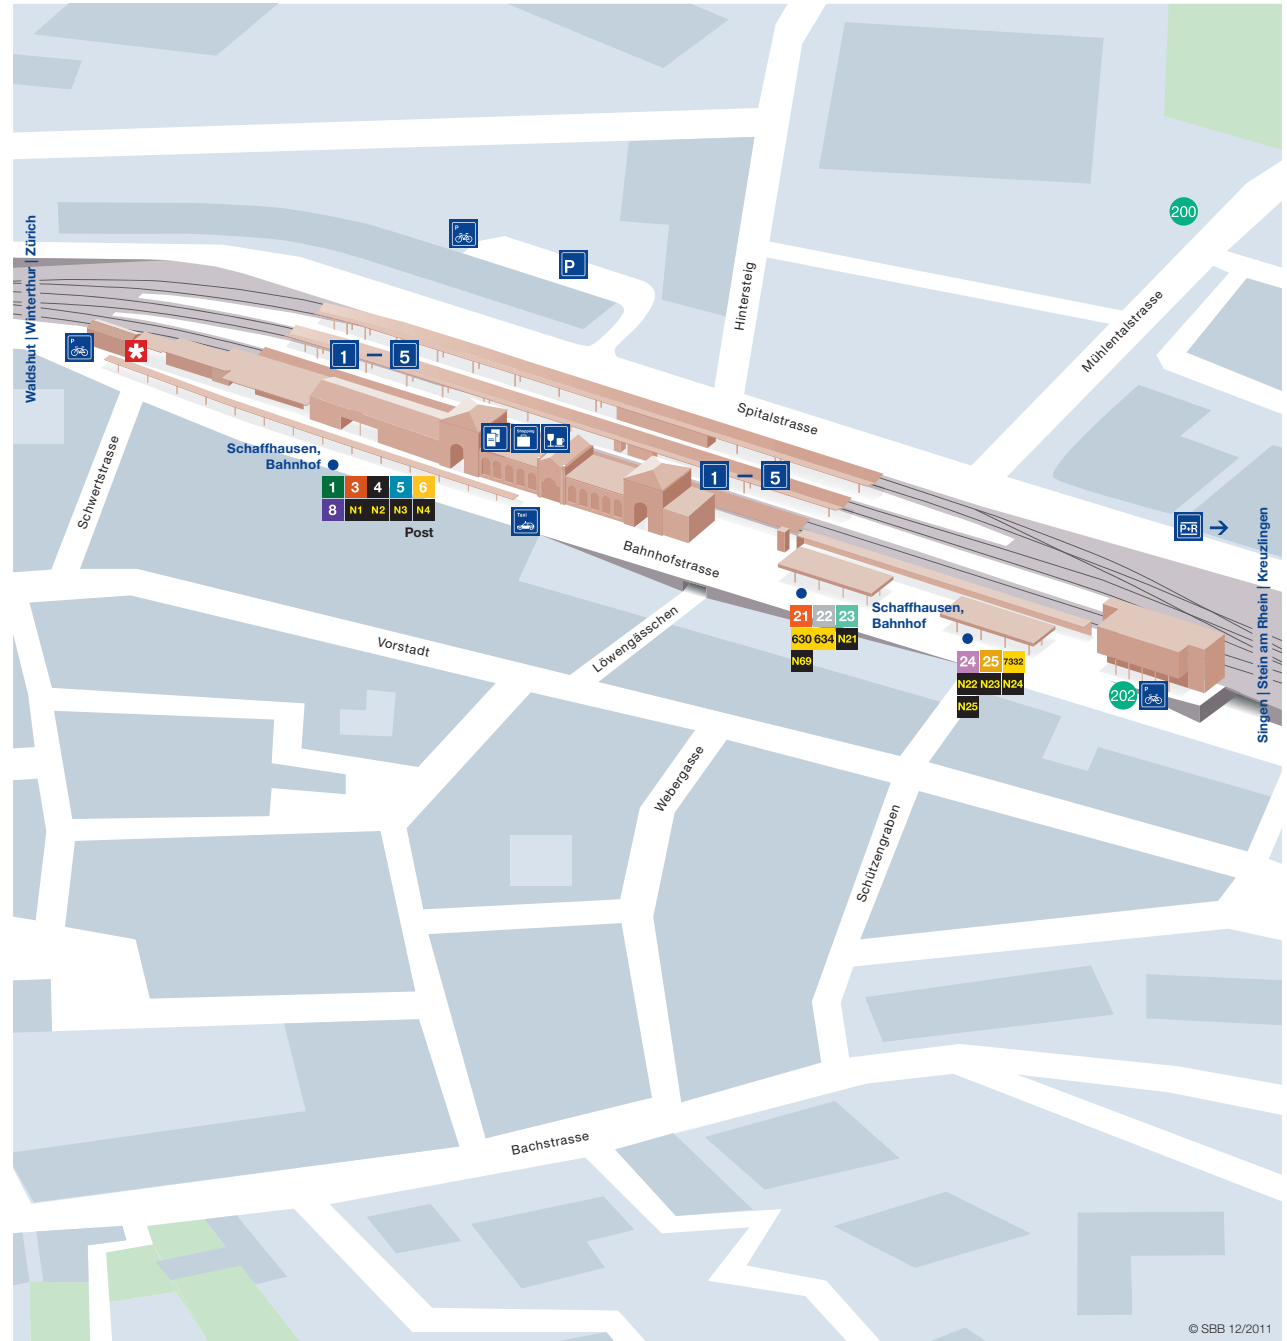 200
P
P
Waldshut | Winterthur | Zürich
Hintersteig
Mühlentalstrasse
P
*
1 – 5
Spitalstrasse
Schwertstrasse
Schaffhausen,
Bahnhof
Shopping
1 – 5
1 3 4 5 6
8 N1 N2 N3 N4
Post
Taxi
P+R
Bahnhofstrasse
Singen | Stein am Rhein | Kreuzlingen
Löwengässchen
Vorstadt
21 22 23
630 634 N21
N69
Schaffhausen,
Bahnhof
24 25 7332
N22 N23 N24
N25
202
P
Webergasse
Schützengraben
Bachstrasse
© SBB 12/2011